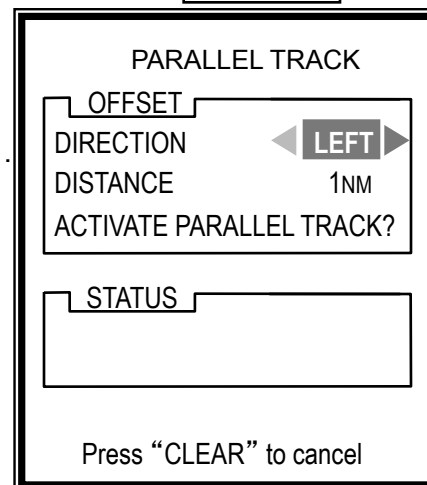 PARALLEL TRACK
OFFSET
DIRECTION LEFT
DISTANCE 1NM
ACTIVATE PARALLEL TRACK?
STATUS
Press “CLEAR” to cancel